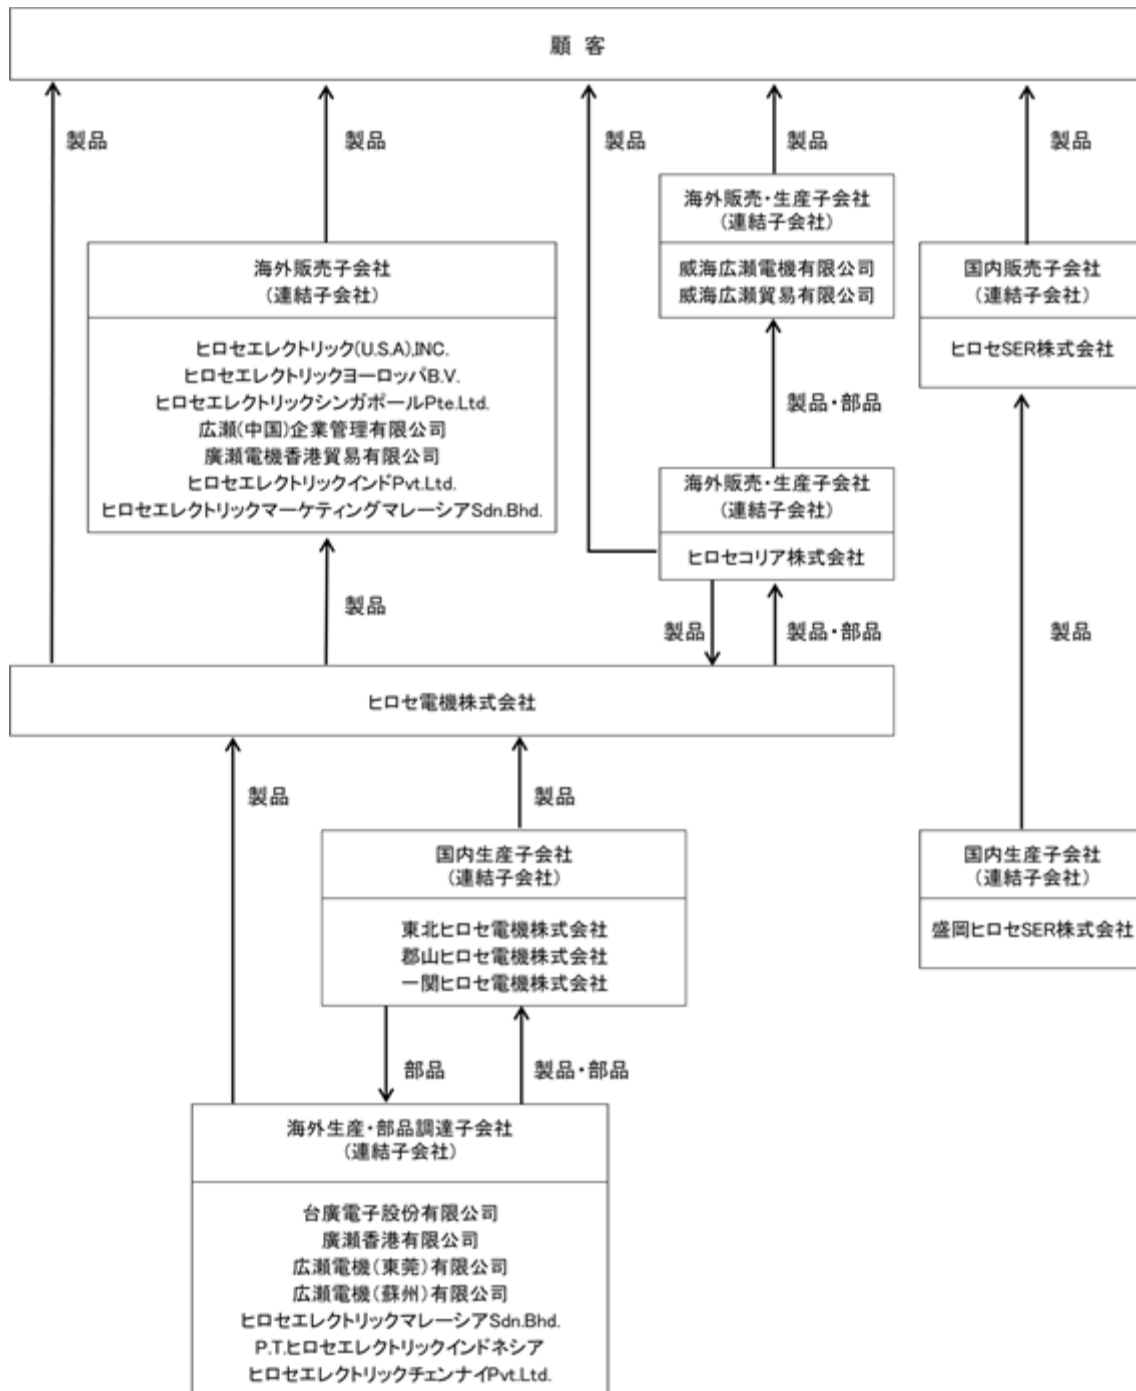 顧 客
製品
製品
製品
製品
製品
海外販売・生産子会社
(連結子会社)
威海広瀬電機有限公司
威海広瀬貿易有限公司
海外販売子会社
(連結子会社)
ヒロセエレクトリック(U.S.A),INC.
ヒロセエレクトリックヨーロッパB.V.
ヒロセエレクトリックシンガポールPte.Ltd.
広瀬(中国)企業管理有限公司
廣瀬電機香港貿易有限公司
ヒロセエレクトリックインドPvt.Ltd.
ヒロセエレクトリックマーケティングマレーシアSdn.Bhd.
国内販売子会社
(連結子会社)
ヒロセSER株式会社
製品・部品
海外販売・生産子会社
(連結子会社)
ヒロセコリア株式会社
製品
製品
製品・部品
製品
ヒロセ電機株式会社
製品
製品
国内生産子会社
(連結子会社)
東北ヒロセ電機株式会社
郡山ヒロセ電機株式会社
一関ヒロセ電機株式会社
国内生産子会社
(連結子会社)
盛岡ヒロセSER株式会社
部品
製品・部品
海外生産・部品調達子会社
(連結子会社)
台廣電子股份有限公司
廣瀬香港有限公司
広瀬電機(東莞)有限公司
広瀬電機(蘇州)有限公司
ヒロセエレクトリックマレーシアSdn.Bhd.
P.T.ヒロセエレクトリックインドネシア
ヒロセエレクトリックチェンナイPvt.Ltd.